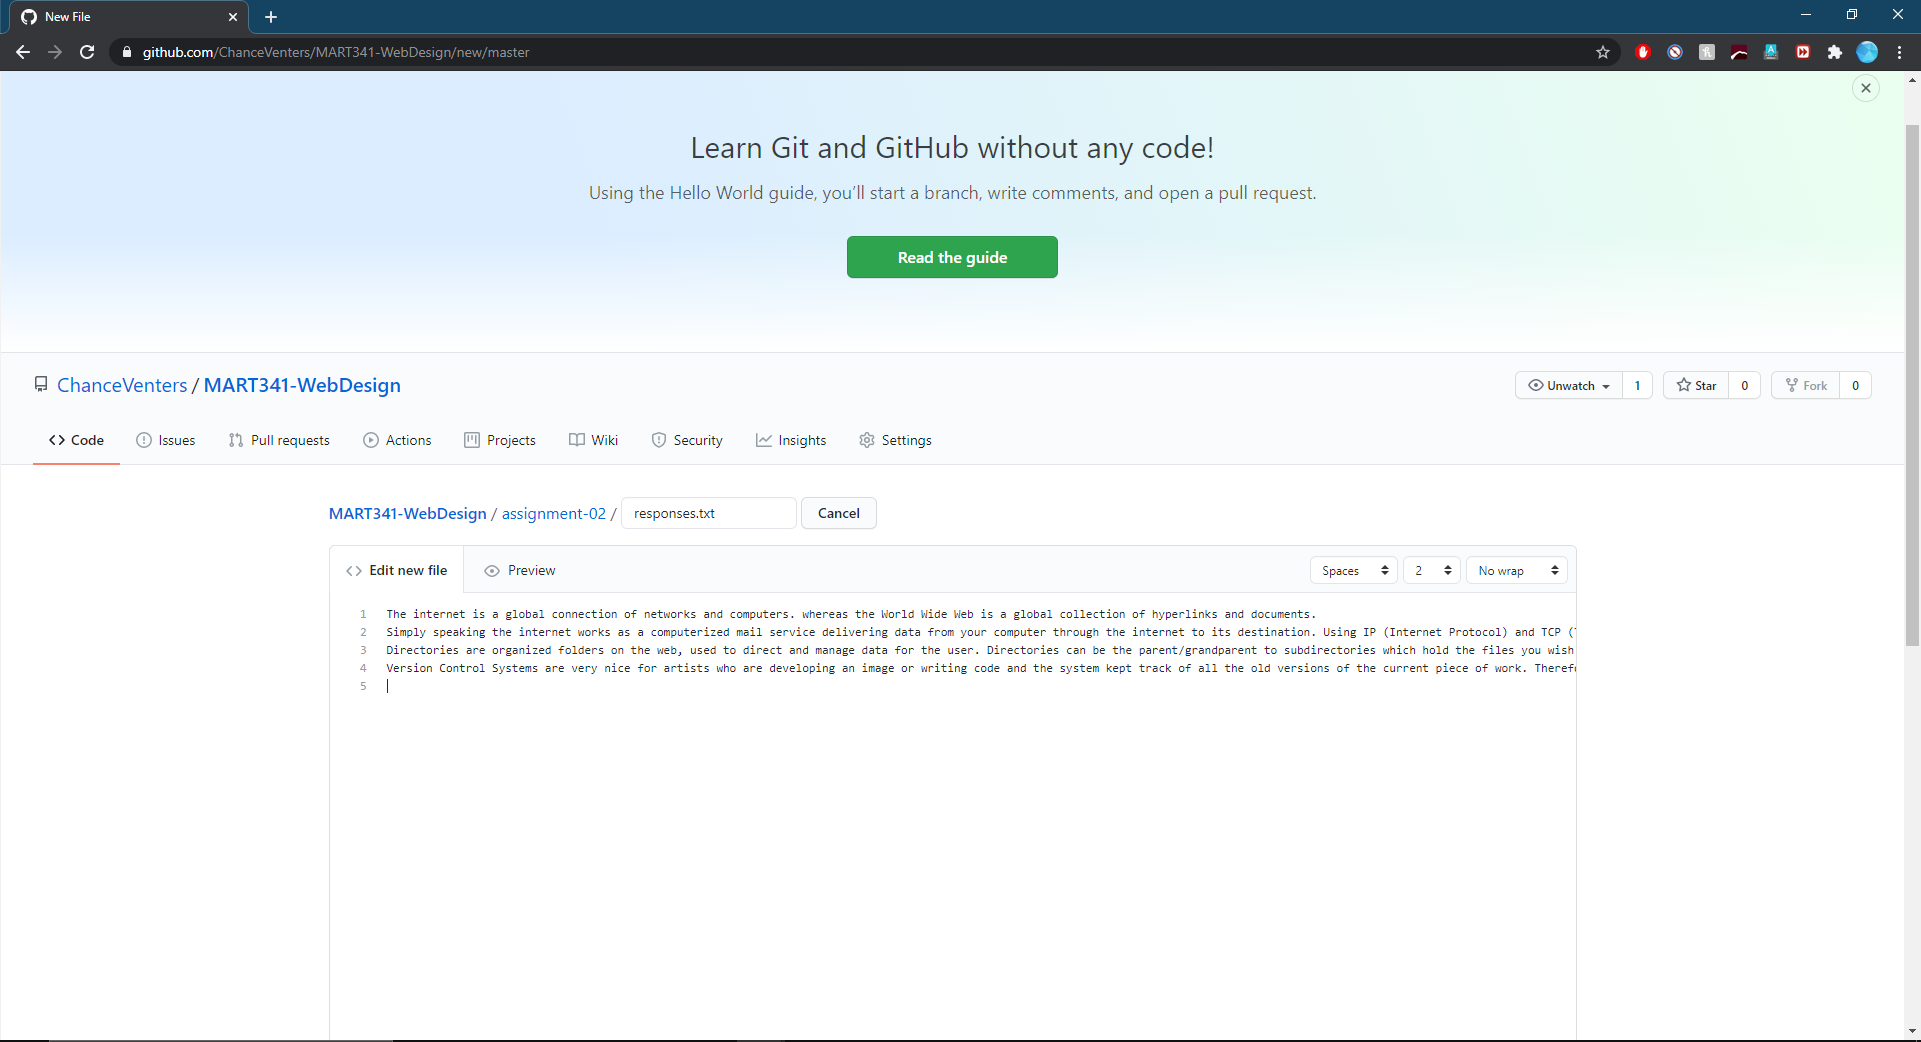 New File
github.com/ChanceVenters/MART341-WebDesign/new/master
Learn Git and GitHub without any code!
Using the Hello World guide, you’ll start a branch, write comments, and open a pull request.
Read the guide
ChanceVenters / MART341-WebDesign
Unwatch 1 Star 0 Fork 0
Code Issues Pull requests Actions Projects Wiki Security Insights Settings
MART341-WebDesign / assignment-02 / responses.txt Cancel
Edit new file Preview Spaces 2 No wrap
1 The internet is a global connection of networks and computers. whereas the World Wide Web is a global collection of hyperlinks and documents.
2 Simply speaking the internet works as a computerized mail service delivering data from your computer through the internet to its destination. Using IP (Internet Protocol) and TCP (
3 Directories are organized folders on the web, used to direct and manage data for the user. Directories can be the parent/grandparent to subdirectories which hold the files you wish
4 Version Control Systems are very nice for artists who are developing an image or writing code and the system kept track of all the old versions of the current piece of work. Theref
5